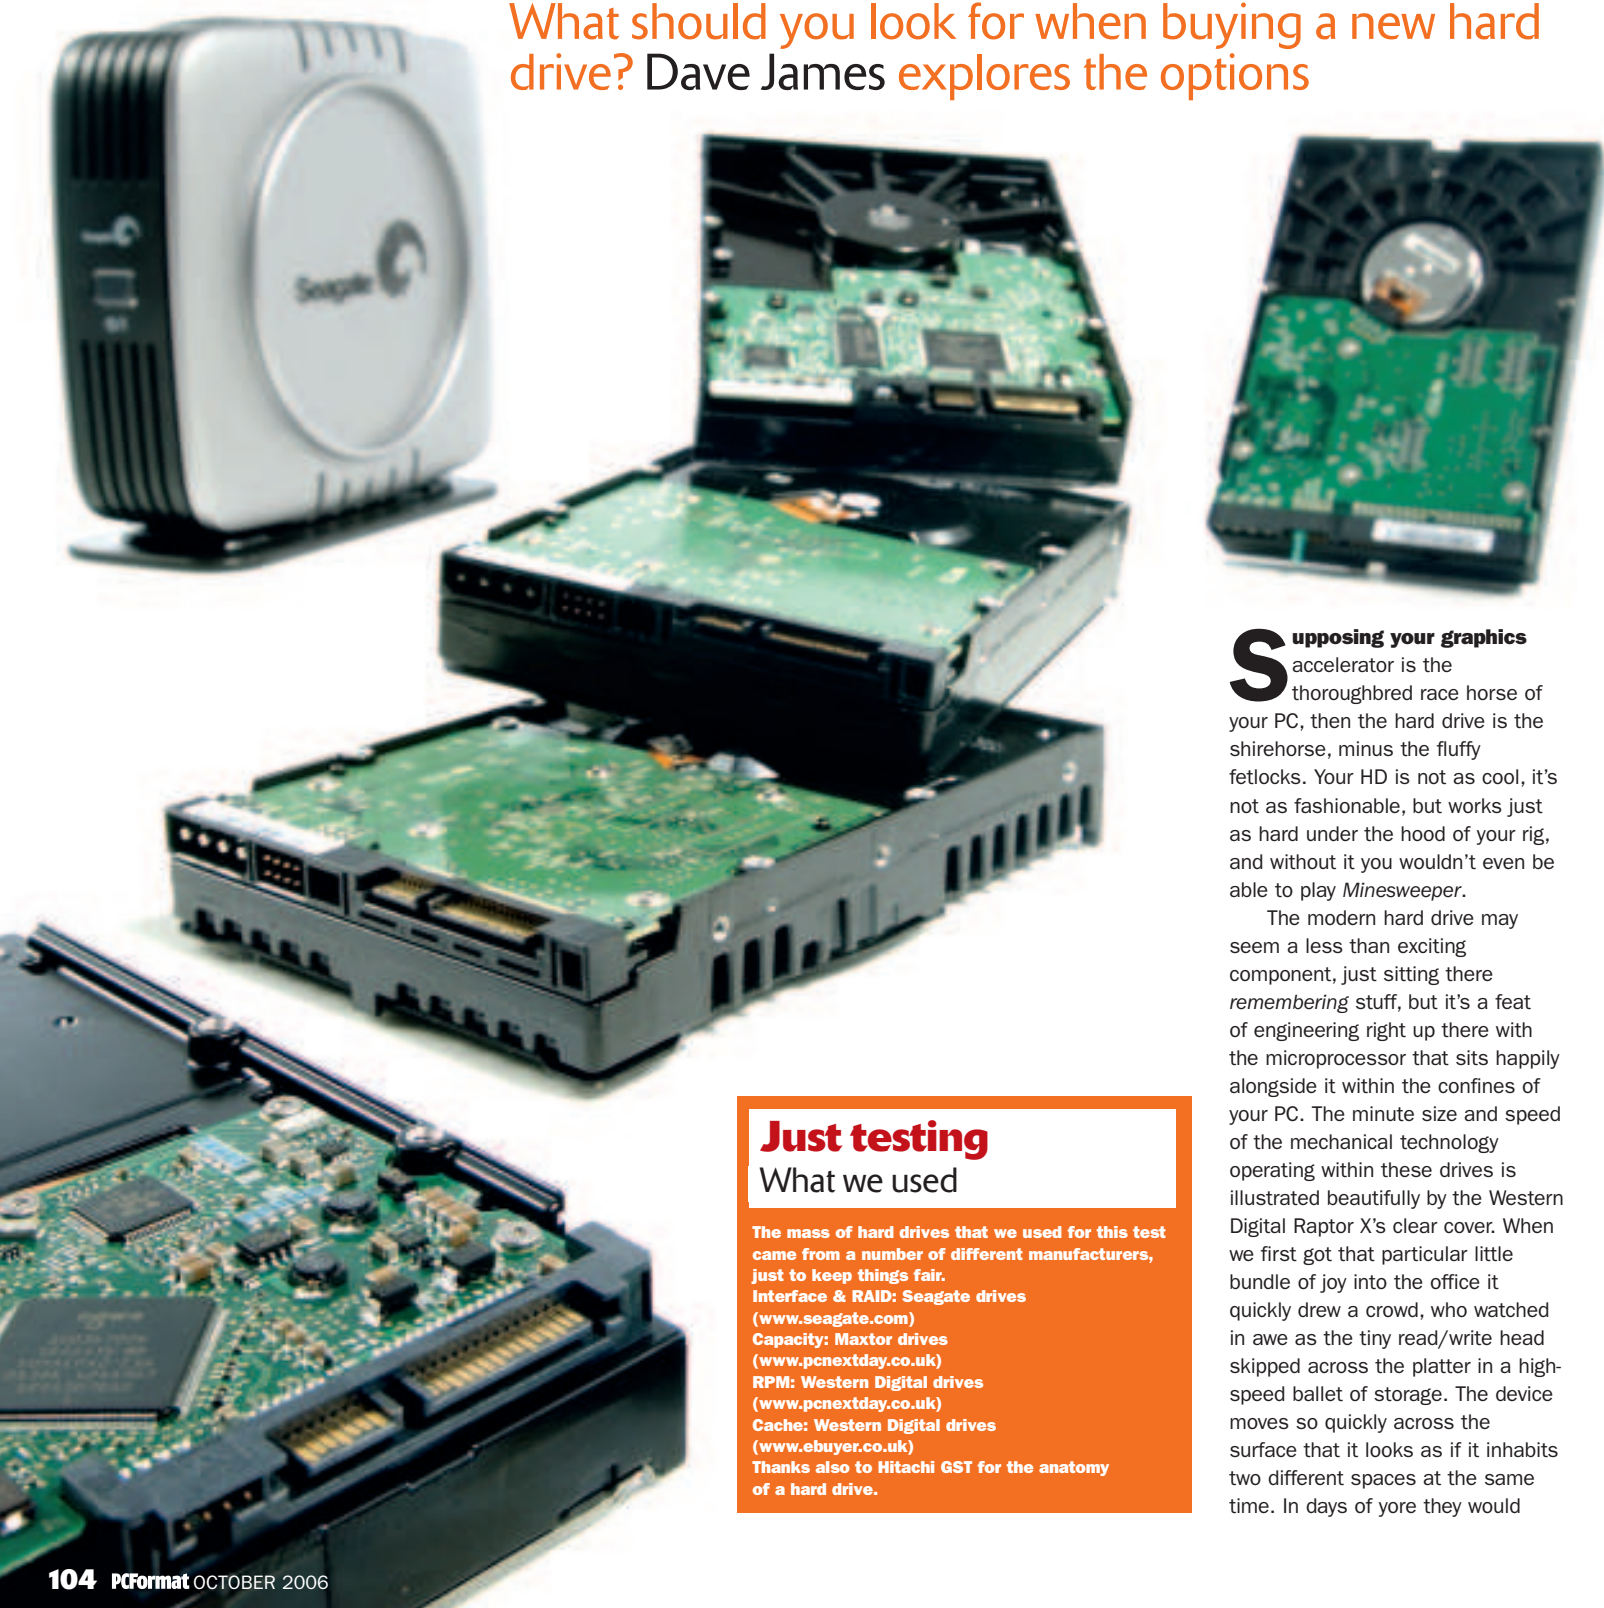 What should you look for when buying a new hard
drive? Dave James explores the options
Seagate
Supposing your graphics
accelerator is the
thoroughbred race horse of
your PC, then the hard drive is the
shirehorse, minus the fluffy
fetlocks. Your HD is not as cool, it's
not as fashionable, but works just
as hard under the hood of your rig,
and without it you wouldn't even be
able to play Minesweeper.
The modern hard drive may
seem a less than exciting
component, just sitting there
remembering stuff, but it's a feat
of engineering right up there with
the microprocessor that sits happily
alongside it within the confines of
your PC. The minute size and speed
of the mechanical technology
operating within these drives is
illustrated beautifully by the Western
Digital Raptor X's clear cover. When
we first got that particular little
bundle of joy into the office it
quickly drew a crowd, who watched
in awe as the tiny read/write head
skipped across the platter in a high-
speed ballet of storage. The device
moves so quickly across the
surface that it looks as if it inhabits
two different spaces at the same
time. In days of yore they would
Just testing
What we used
The mass of hard drives that we used for this test
came from a number of different manufacturers,
just to keep things fair.
Interface & RAID: Seagate drives
(www.seagate.com)
Capacity: Maxtor drives
(www.pcnextday.co.uk)
RPM: Western Digital drives
(www.pcnextday.co.uk)
Cache: Western Digital drives
(www.ebuyer.co.uk)
Thanks also to Hitachi GST for the anatomy
of a hard drive.
104 PCFormat OCTOBER 2006